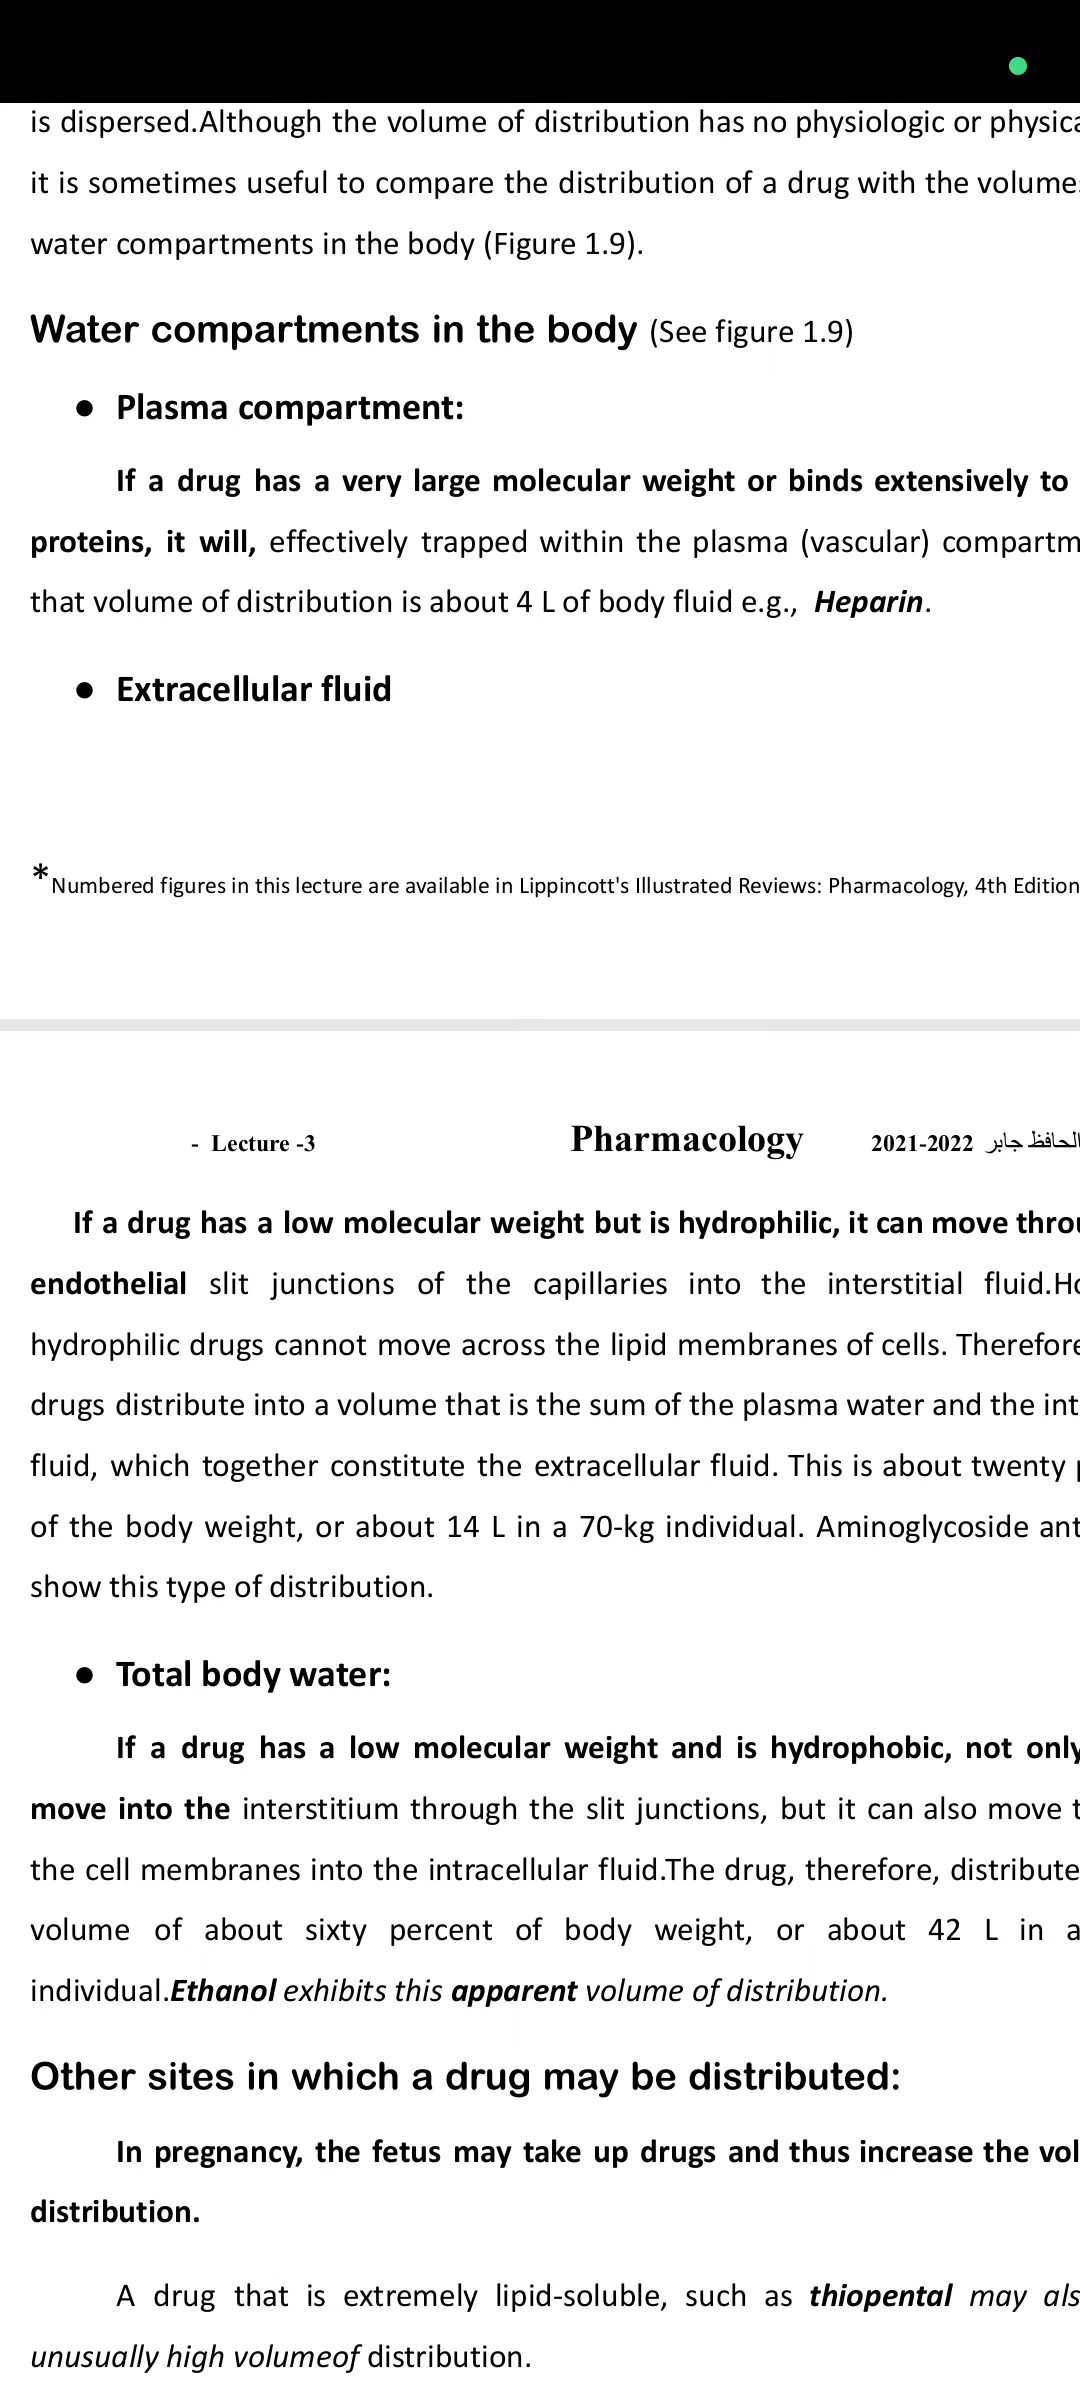 is dispersed.Although the volume of distribution has no physiologic or
it is sometimes useful to compare the distribution of a drug with the
water compartments in the body (Figure 1.9).
Water compartments in the body (See figure 1.9)
● Plasma compartment:
If a drug has a very large molecular weight or binds extensively to
proteins, it will, effectively trapped within the plasma (vascular)
that volume of distribution is about 4 L of body fluid e.g., Heparin.
● Extracellular fluid
*Numbered figures in this lecture are available in Lippincott's Illustrated Reviews: Pharmacology, 4th Edition
- Lecture -3 Pharmacology 2021-2022 الحافظ جابر
If a drug has a low molecular weight but is hydrophilic, it can move
endothelial slit junctions of the capillaries into the interstitial fluid.
hydrophilic drugs cannot move across the lipid membranes of cells.
drugs distribute into a volume that is the sum of the plasma water and the
fluid, which together constitute the extracellular fluid. This is about twenty
of the body weight, or about 14 L in a 70-kg individual. Aminoglycoside
show this type of distribution.
● Total body water:
If a drug has a low molecular weight and is hydrophobic, not only
move into the interstitium through the slit junctions, but it can also move
the cell membranes into the intracellular fluid.The drug, therefore,
volume of about sixty percent of body weight, or about 42 L in a
individual.Ethanol exhibits this apparent volume of distribution.
Other sites in which a drug may be distributed:
In pregnancy, the fetus may take up drugs and thus increase the
distribution.
A drug that is extremely lipid-soluble, such as thiopental may
unusually high volumeof distribution.